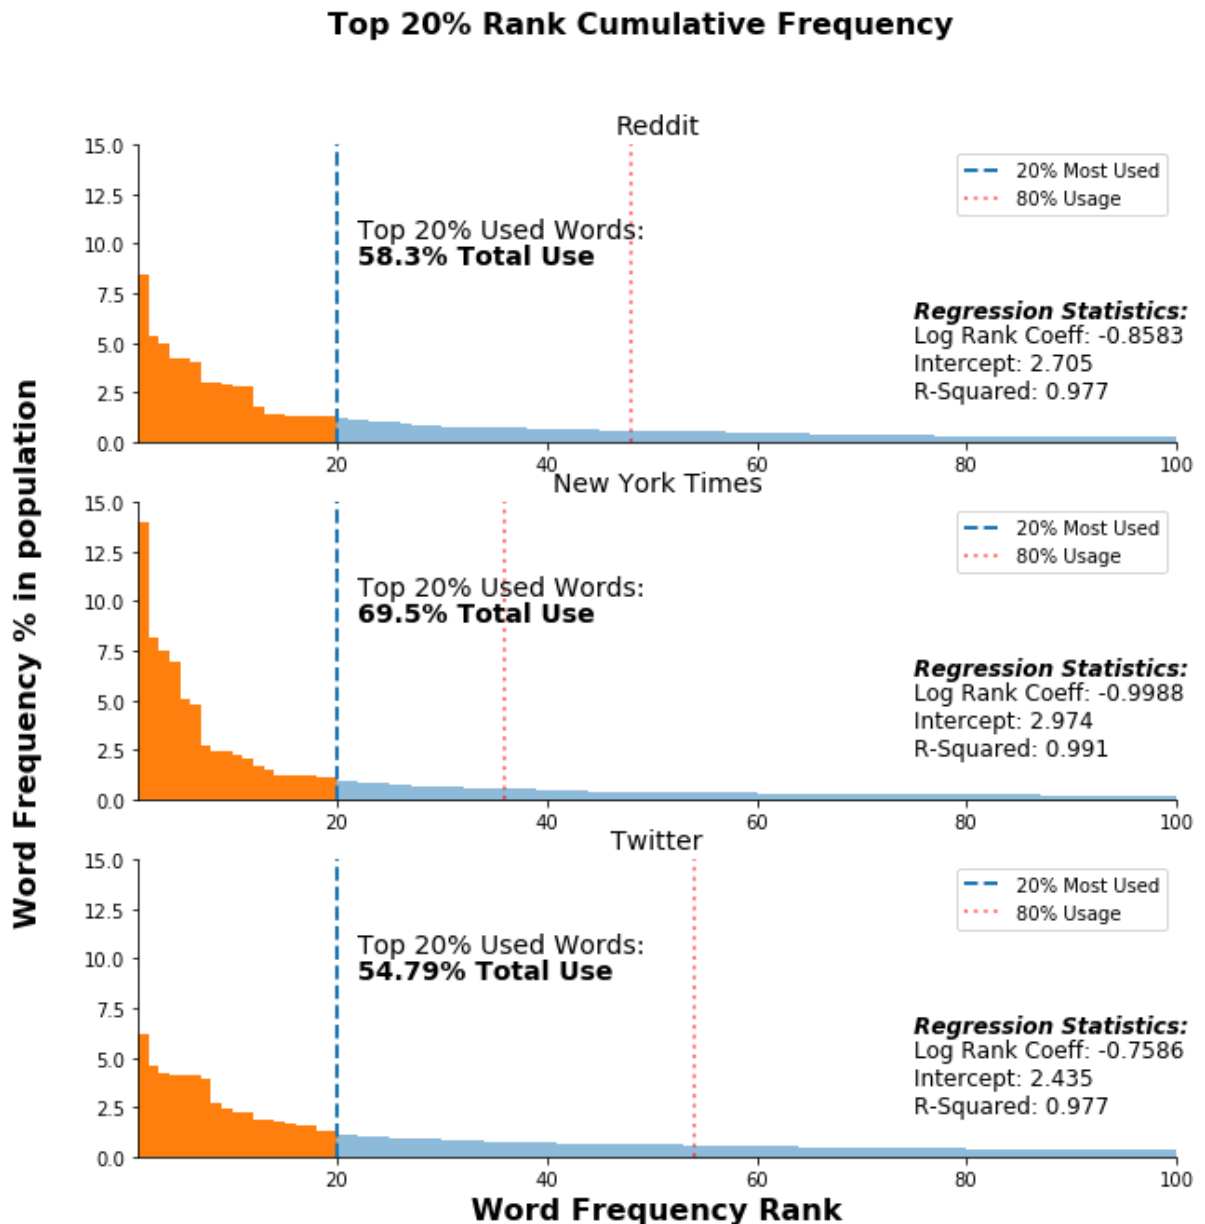 Top 20% Rank Cumulative Frequency
Word Frequency % in population
Reddit
15.0
12.5
10.0
7.5
5.0
2.5
0.0
20% Most Used
80% Usage
Top 20% Used Words:
58.3% Total Use
Regression Statistics:
Log Rank Coeff: -0.8583
Intercept: 2.705
R-Squared: 0.977
20 40 60 80 100
New York Times
15.0
12.5
10.0
7.5
5.0
2.5
0.0
20% Most Used
80% Usage
Top 20% Used Words:
69.5% Total Use
Regression Statistics:
Log Rank Coeff: -0.9988
Intercept: 2.974
R-Squared: 0.991
20 40 60 80 100
Twitter
15.0
12.5
10.0
7.5
5.0
2.5
0.0
20% Most Used
80% Usage
Top 20% Used Words:
54.79% Total Use
Regression Statistics:
Log Rank Coeff: -0.7586
Intercept: 2.435
R-Squared: 0.977
20 40 60 80 100
Word Frequency Rank